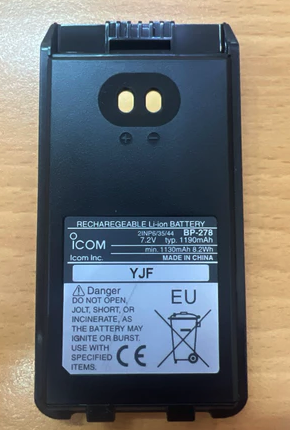 + -
RECHAREGEABLE Li-ion BATTERY
2INP6/35/44 BP-278
7.2V typ. 1190mAh
min. 1130mAh 8.2Wh
ICOM
Icom Inc. MADE IN CHINA
YJF
⚠ Danger
DO NOT OPEN,
JOLT, SHORT, OR
INCINERATE, AS
THE BATTERY MAY
IGNITE OR BURST.
USE WITH
SPECIFIED
CHARGER.
CE
EU